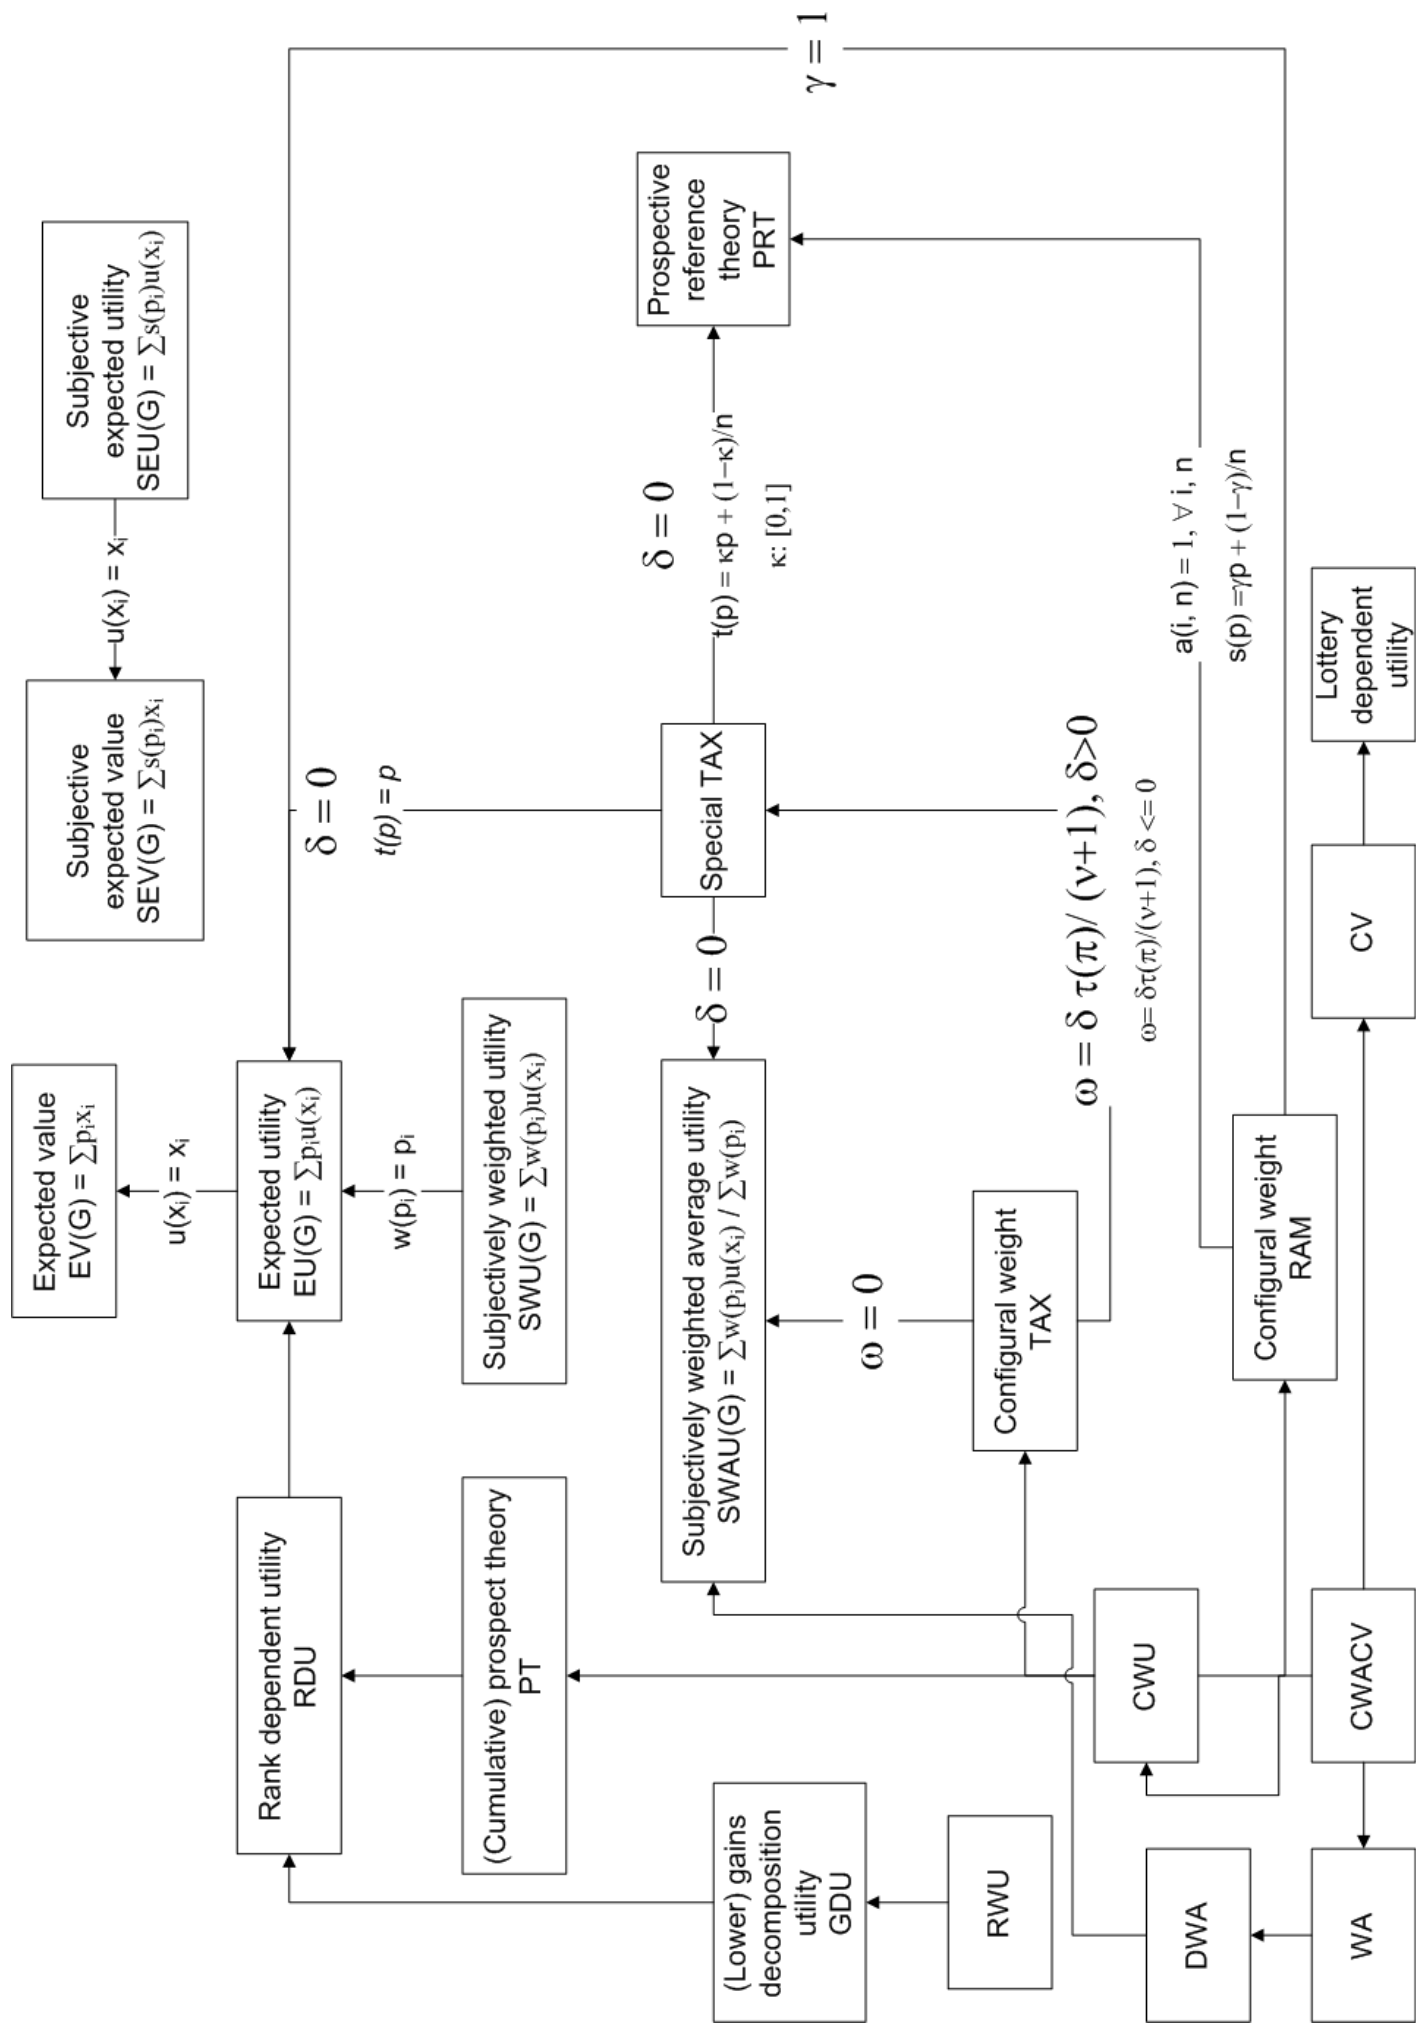 Expected value
EV(G) = ∑pᵢxᵢ
u(xᵢ) = xᵢ
Subjective
expected value
SEV(G) = ∑s(pᵢ)xᵢ
u(xᵢ) = xᵢ
Subjective
expected utility
SEU(G) = ∑s(pᵢ)u(xᵢ)
Rank dependent utility
RDU
Expected utility
EU(G) = ∑pᵢu(xᵢ)
δ = 0
t(p) = p
γ = 1
w(pᵢ) = pᵢ
(Cumulative) prospect theory
PT
Subjectively weighted utility
SWU(G) = ∑w(pᵢ)u(xᵢ)
(Lower) gains
decomposition
utility
GDU
Subjectively weighted average utility
SWAU(G) = ∑w(pᵢ)u(xᵢ) / ∑w(pᵢ)
δ = 0
Special TAX
δ = 0
t(p) = κp + (1−κ)/n
κ: [0,1]
Prospective
reference
theory
PRT
ω = 0
RWU
Configural weight
TAX
ω = δ τ(π)/ (ν+1), δ>0
ω= δτ(π)/(ν+1), δ <= 0
DWA
CWU
Configural weight
RAM
a(i, n) = 1, ∀ i, n
s(p) =γp + (1−γ)/n
WA
CWACV
CV
Lottery
dependent
utility